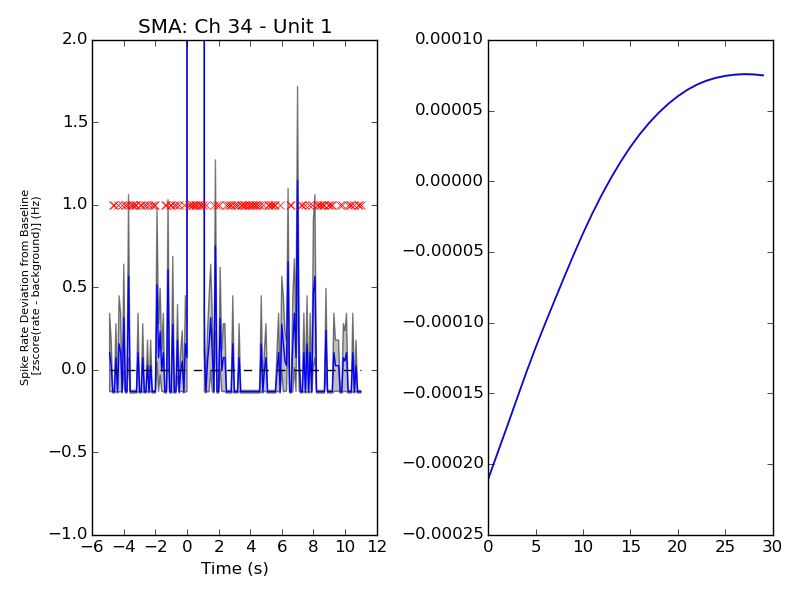 SMA: Ch 34 - Unit 1
2.0
1.5
1.0
0.5
0.0
−0.5
−1.0
Spike Rate Deviation from Baseline
[zscore(rate - background)] (Hz)
−6 −4 −2 0 2 4 6 8 10 12
Time (s)
0.00010
0.00005
0.00000
−0.00005
−0.00010
−0.00015
−0.00020
−0.00025
0 5 10 15 20 25 30